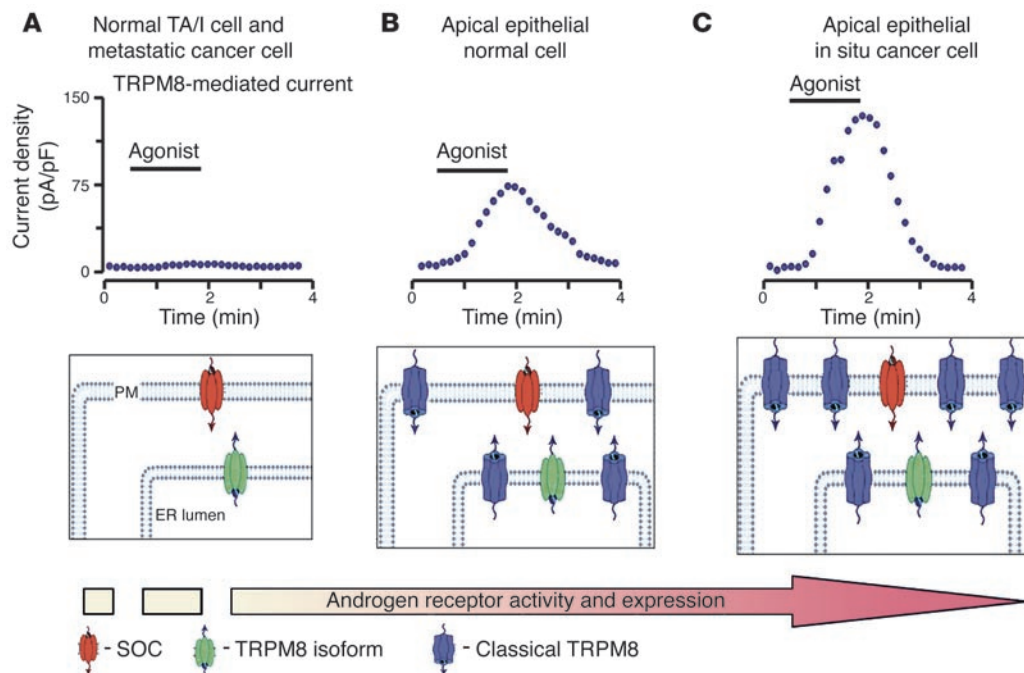 A
Normal TA/I cell and
metastatic cancer cell
B
Apical epithelial
normal cell
C
Apical epithelial
in situ cancer cell
TRPM8-mediated current
Current density
(pA/pF)
150
75
0
Agonist
0 2 4
Time (min)
Agonist
0 2 4
Time (min)
Agonist
0 2 4
Time (min)
PM
ER lumen
Androgen receptor activity and expression
- SOC
- TRPM8 isoform
- Classical TRPM8